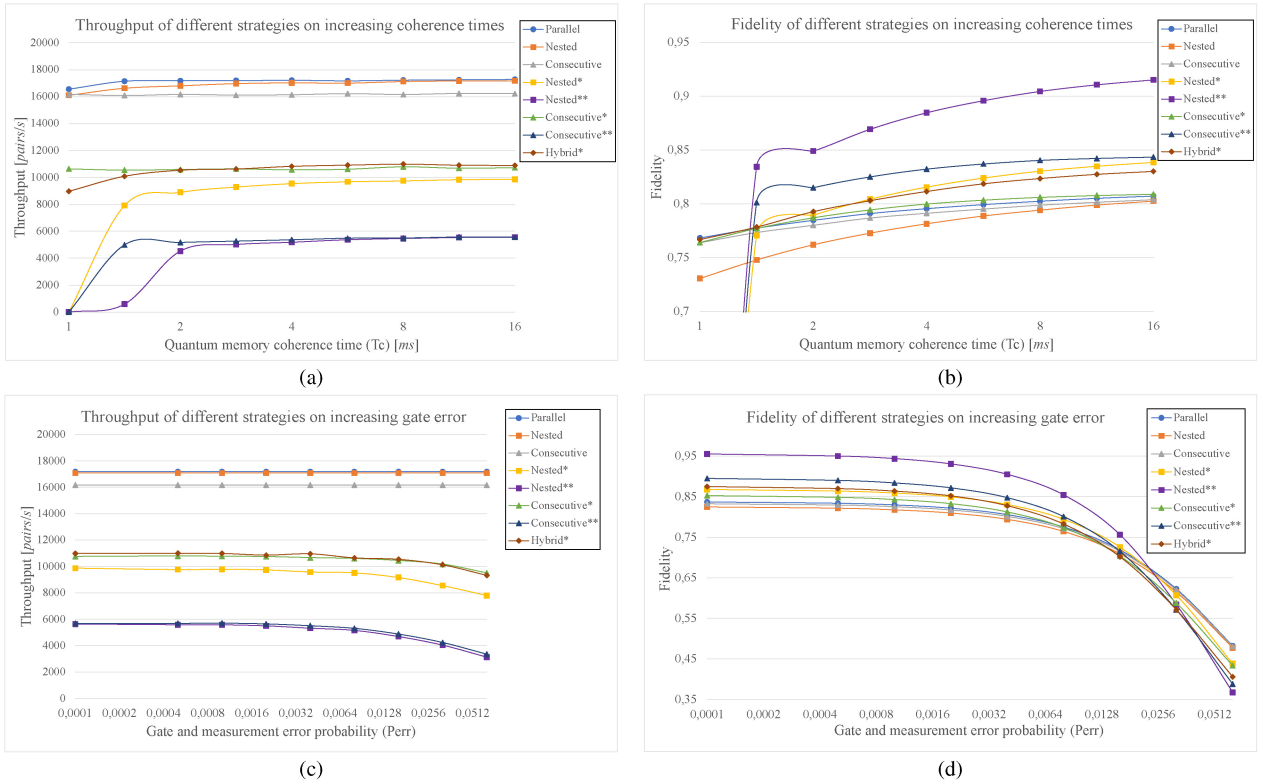 Throughput of different strategies on increasing coherence times
20000
18000
16000
14000
12000
10000
8000
6000
4000
2000
0
Throughput [pairs/s]
1
2
4
8
16
Quantum memory coherence time (Tc) [ms]
Parallel
Nested
Consecutive
Nested*
Nested**
Consecutive*
Consecutive**
Hybrid*
(a)
Fidelity of different strategies on increasing coherence times
0,95
0,9
0,85
0,8
0,75
0,7
Fidelity
1
2
4
8
16
Quantum memory coherence time (Tc) [ms]
Parallel
Nested
Consecutive
Nested*
Nested**
Consecutive*
Consecutive**
Hybrid*
(b)
Throughput of different strategies on increasing gate error
20000
18000
16000
14000
12000
10000
8000
6000
4000
2000
0
Throughput [pairs/s]
0,0001
0,0002
0,0004
0,0008
0,0016
0,0032
0,0064
0,0128
0,0256
0,0512
Gate and measurement error probability (Perr)
Parallel
Nested
Consecutive
Nested*
Nested**
Consecutive*
Consecutive**
Hybrid*
(c)
Fidelity of different strategies on increasing gate error
0,95
0,85
0,75
0,65
0,55
0,45
0,35
Fidelity
0,0001
0,0002
0,0004
0,0008
0,0016
0,0032
0,0064
0,0128
0,0256
0,0512
Gate and measurement error probability (Perr)
Parallel
Nested
Consecutive
Nested*
Nested**
Consecutive*
Consecutive**
Hybrid*
(d)